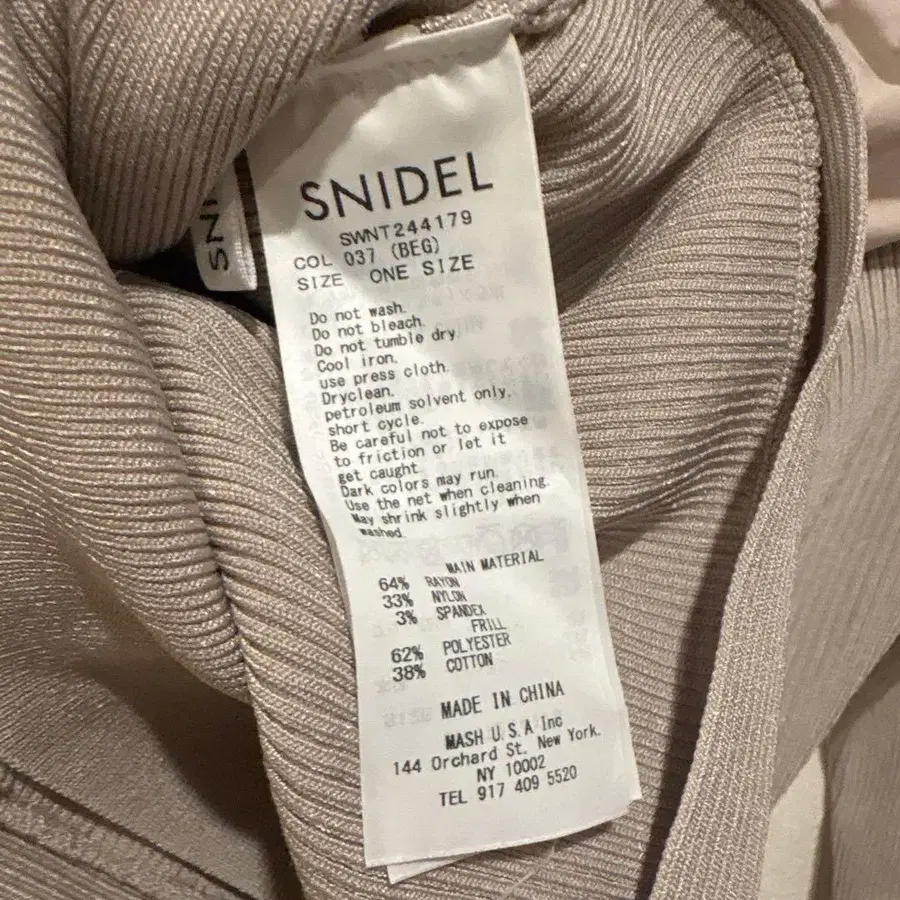 SNIDEL
SWNT244179
COL 037 (BEG)
SIZE ONE SIZE
Do not wash.
Do not bleach.
Do not tumble dry.
Cool iron.
use press cloth.
Dryclean.
petroleum solvent only.
short cycle.
Be careful not to expose
to friction or let it
get caught.
Dark colors may run.
Use the net when cleaning.
May shrink slightly when
washed.
MAIN MATERIAL
64% RAYON
33% NYLON
3% SPANDEX
FRILL
62% POLYESTER
38% COTTON
MADE IN CHINA
MASH U.S.A Inc
144 Orchard St. New York.
NY 10002
TEL 917 409 5520
SNI